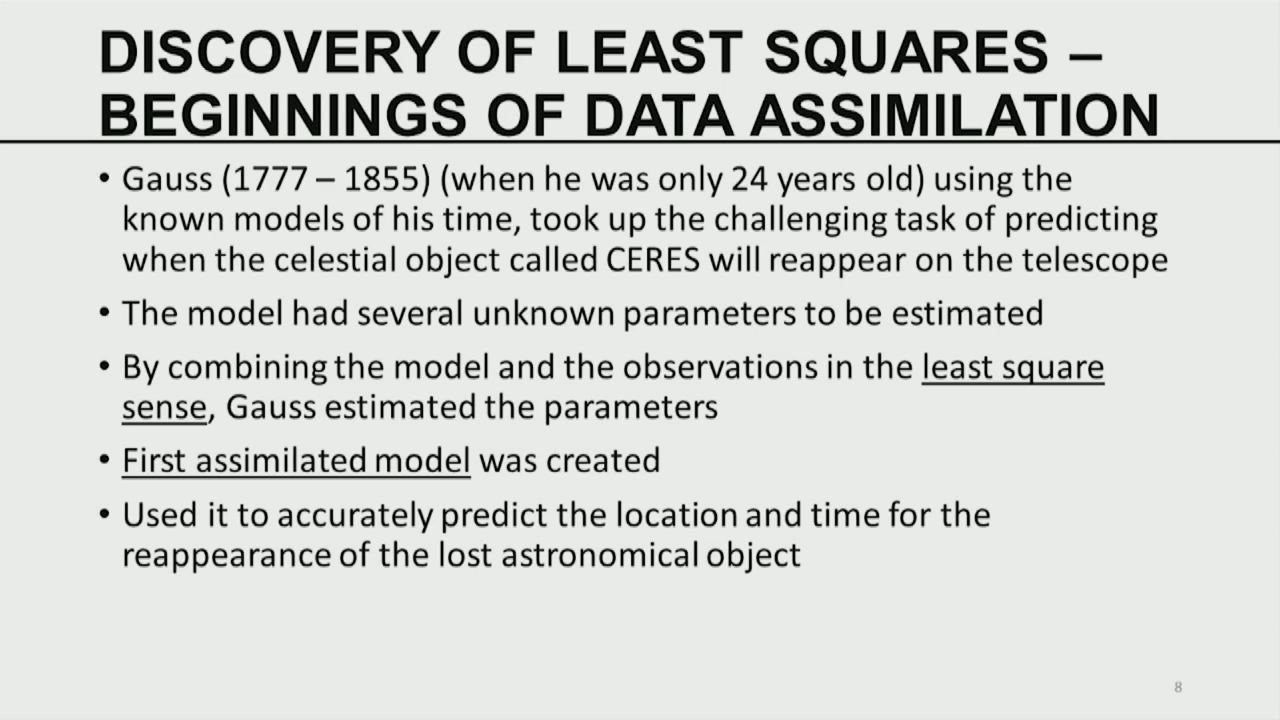 DISCOVERY OF LEAST SQUARES –
BEGINNINGS OF DATA ASSIMILATION
• Gauss (1777 – 1855) (when he was only 24 years old) using the
known models of his time, took up the challenging task of predicting
when the celestial object called CERES will reappear on the telescope
• The model had several unknown parameters to be estimated
• By combining the model and the observations in the least square
sense, Gauss estimated the parameters
• First assimilated model was created
• Used it to accurately predict the location and time for the
reappearance of the lost astronomical object
8